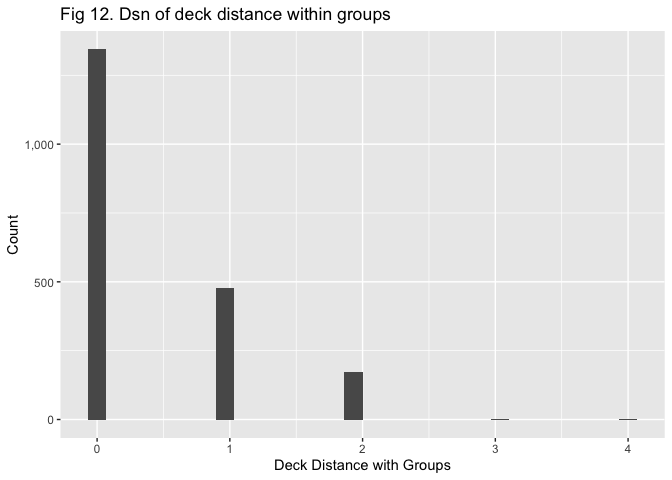 Fig 12. Dsn of deck distance within groups
1,000
500
0
Count
0 1 2 3 4
Deck Distance with Groups